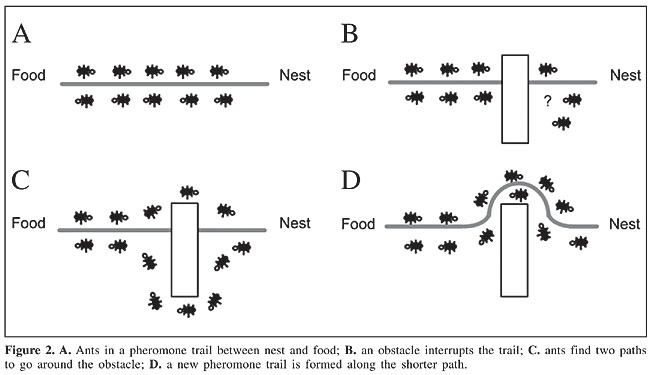 A
B
Food
Nest
Food
Nest
?
C
D
Food
Nest
Food
Nest
Figure 2. A. Ants in a pheromone trail between nest and food; B. an obstacle interrupts the trail; C. ants find two paths
to go around the obstacle; D. a new pheromone trail is formed along the shorter path.